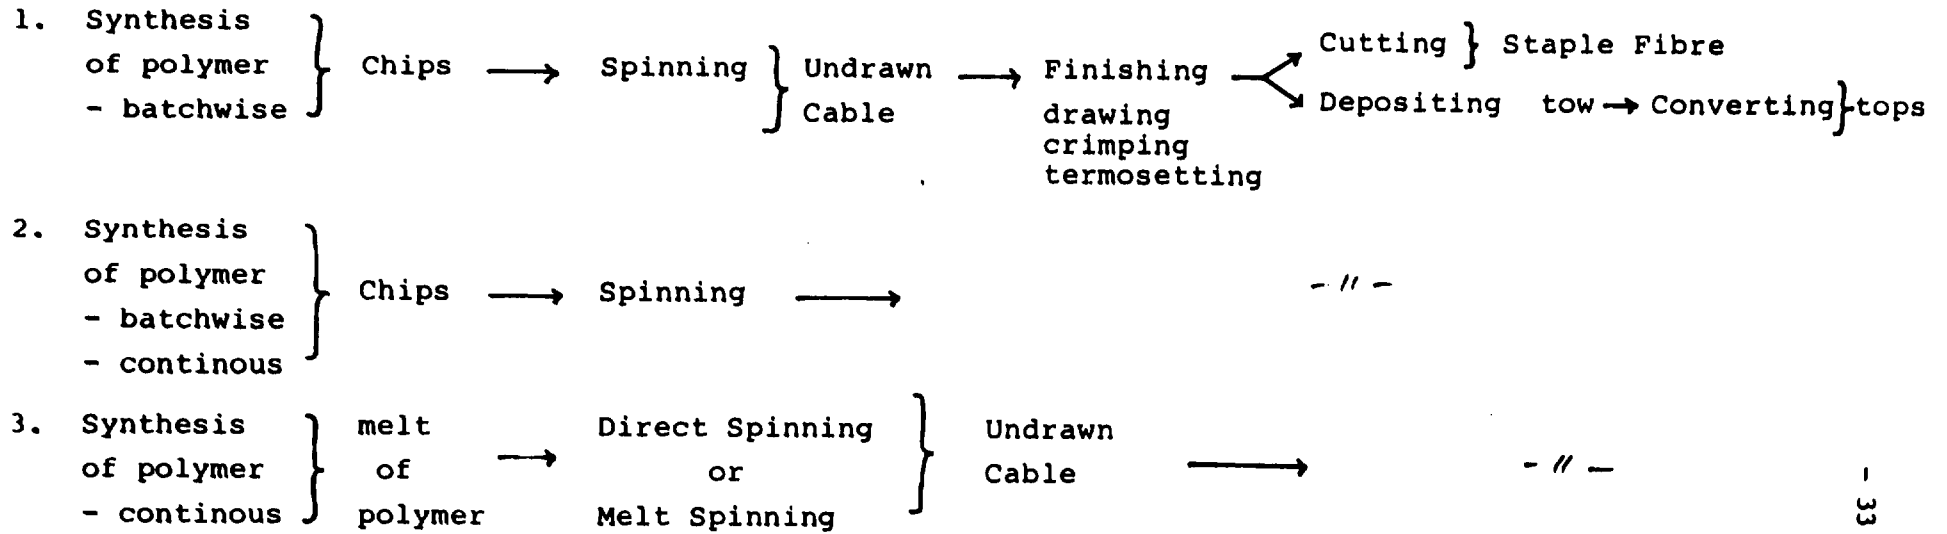 1. Synthesis
of polymer
- batchwise
Chips
Spinning
Undrawn
Cable
Finishing
drawing
crimping
termosetting
Cutting
Staple Fibre
Depositing tow → Converting tops
2. Synthesis
of polymer
- batchwise
- continous
Chips
Spinning
- // -
3. Synthesis
of polymer
- continous
melt
of
polymer
Direct Spinning
or
Melt Spinning
Undrawn
Cable
- // -
- 33